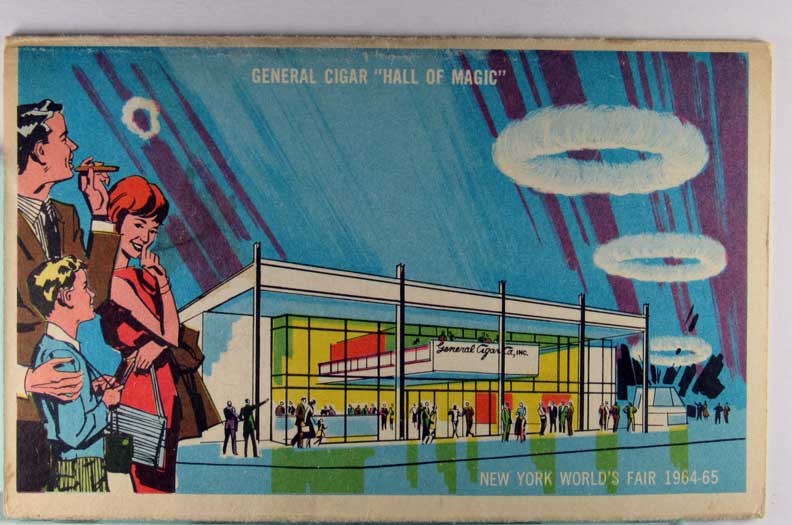 GENERAL CIGAR "HALL OF MAGIC"
General Cigar Co., INC.
NEW YORK WORLD'S FAIR 1964-65